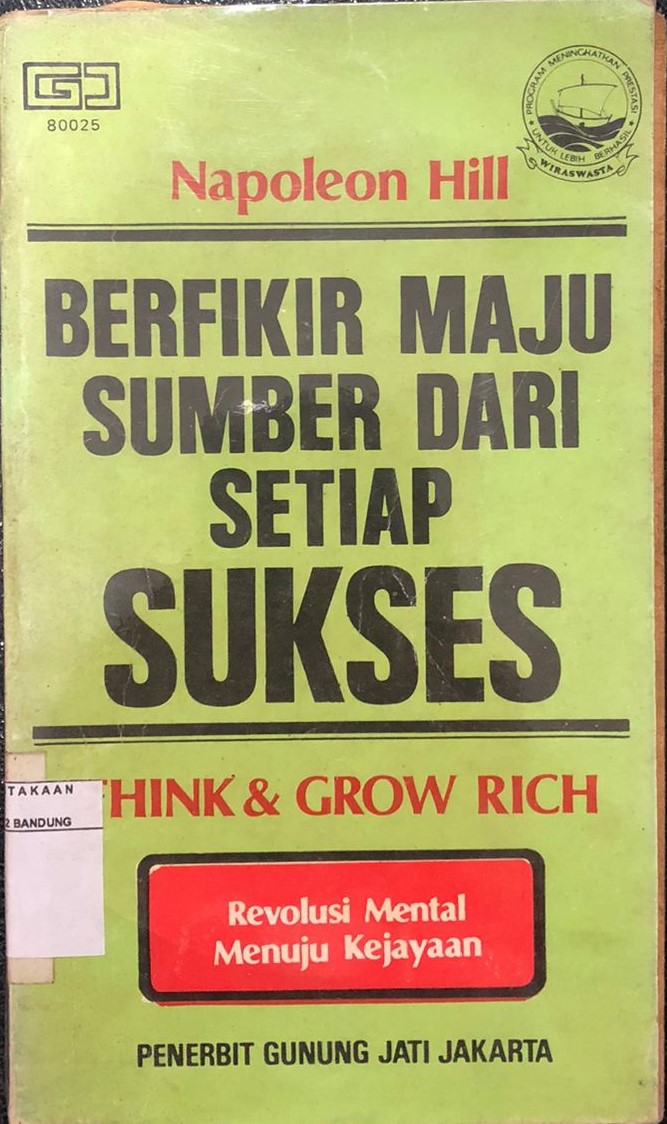 80025
PROGRAM MENINGKATKAN PRESTASI
UNTUK LEBIH BERHASIL
WIRASWASTA
Napoleon Hill
BERFIKIR MAJU
SUMBER DARI
SETIAP
SUKSES
THINK & GROW RICH
TAKAAN
2 BANDUNG
Revolusi Mental
Menuju Kejayaan
PENERBIT GUNUNG JATI JAKARTA